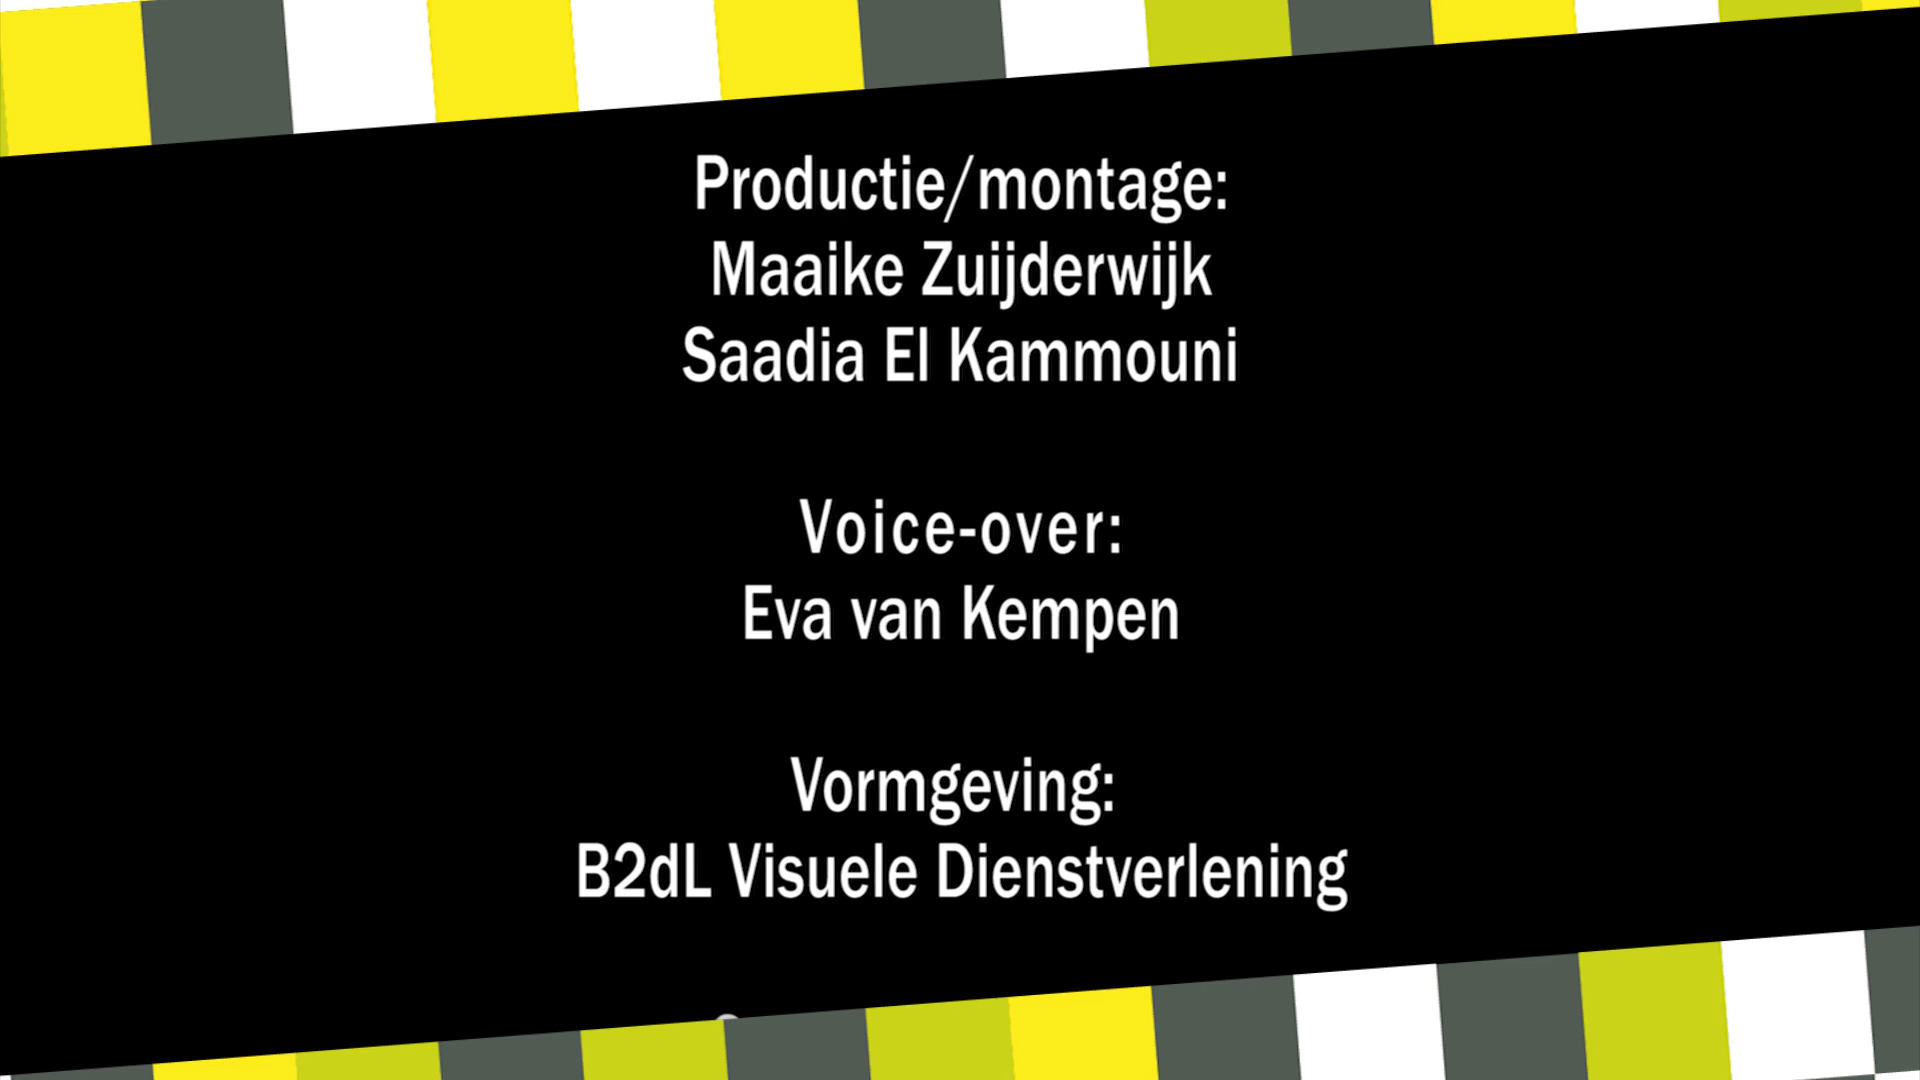 Productie/montage:
Maaike Zuijderwijk
Saadia El Kammouni
Voice-over:
Eva van Kempen
Vormgeving:
B2dL Visuele Dienstverlening